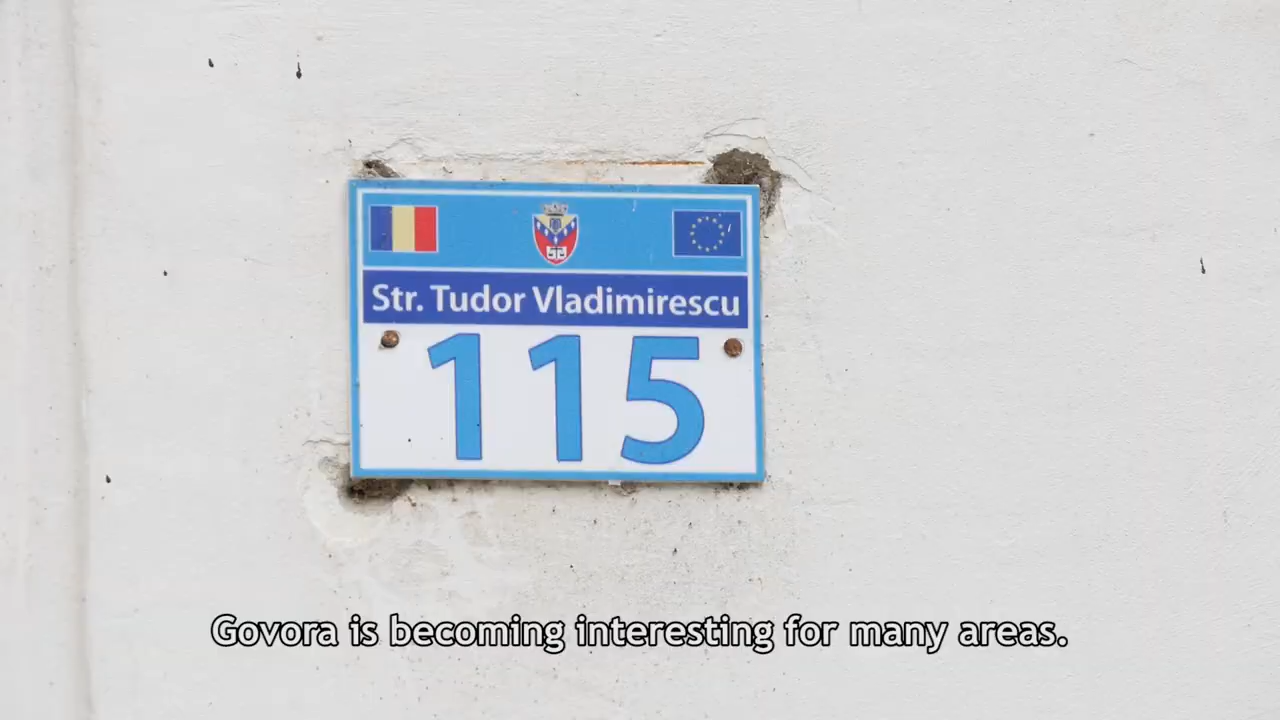 Str. Tudor Vladimirescu
115
Govora is becoming interesting for many areas.